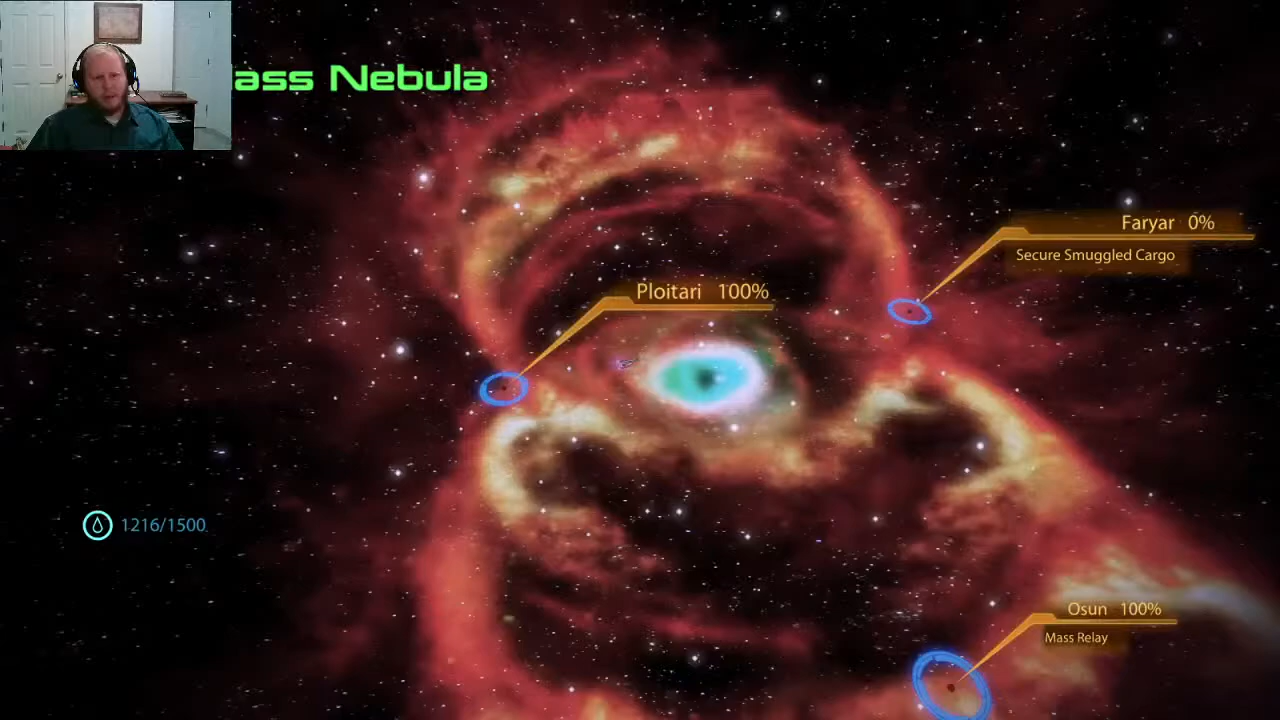 ass Nebula
Faryar 0%
Secure Smuggled Cargo
Ploitari 100%
1216/1500
Osun 100%
Mass Relay